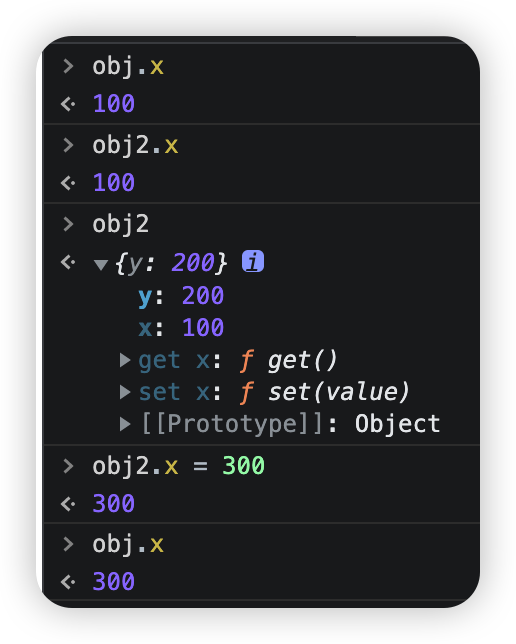 > obj.x
<· 100
> obj2.x
<· 100
> obj2
<· ▼{y: 200} i
y: 200
x: 100
▶get x: ƒ get()
▶set x: ƒ set(value)
▶[[Prototype]]: Object
> obj2.x = 300
<· 300
> obj.x
<· 300